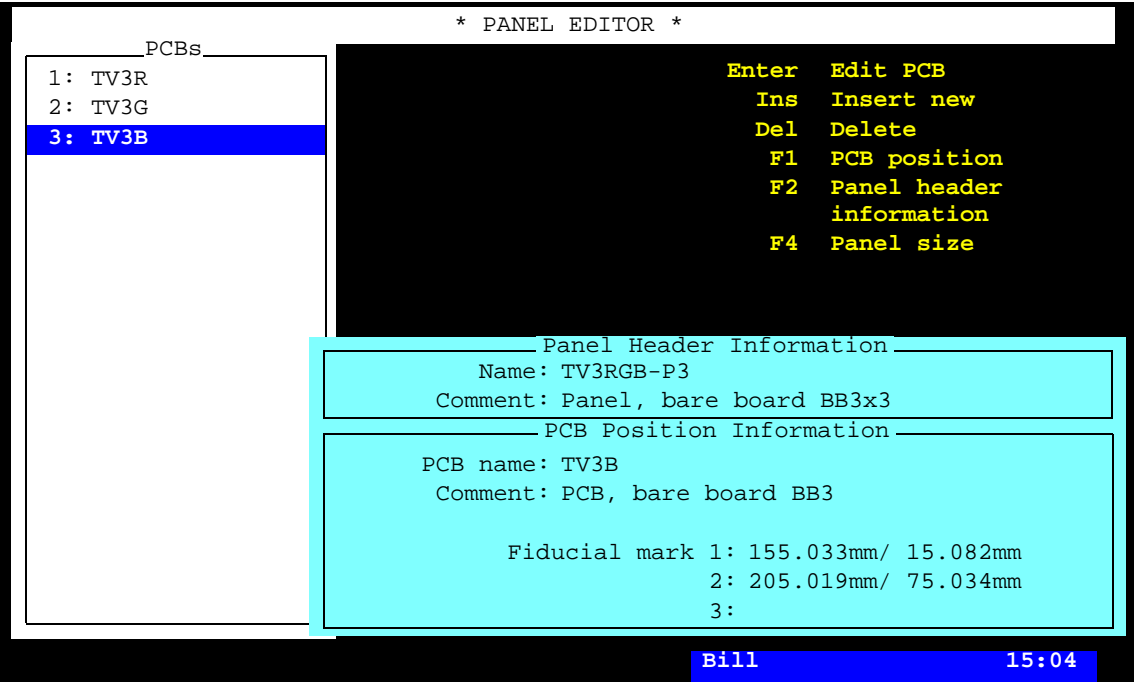 * PANEL EDITOR *
PCBs
1: TV3R
2: TV3G
3: TV3B
Enter Edit PCB
Ins Insert new
Del Delete
F1 PCB position
F2 Panel header
information
F4 Panel size
Panel Header Information
Name: TV3RGB-P3
Comment: Panel, bare board BB3x3
PCB Position Information
PCB name: TV3B
Comment: PCB, bare board BB3
Fiducial mark 1: 155.033mm/ 15.082mm
2: 205.019mm/ 75.034mm
3:
Bill 15:04